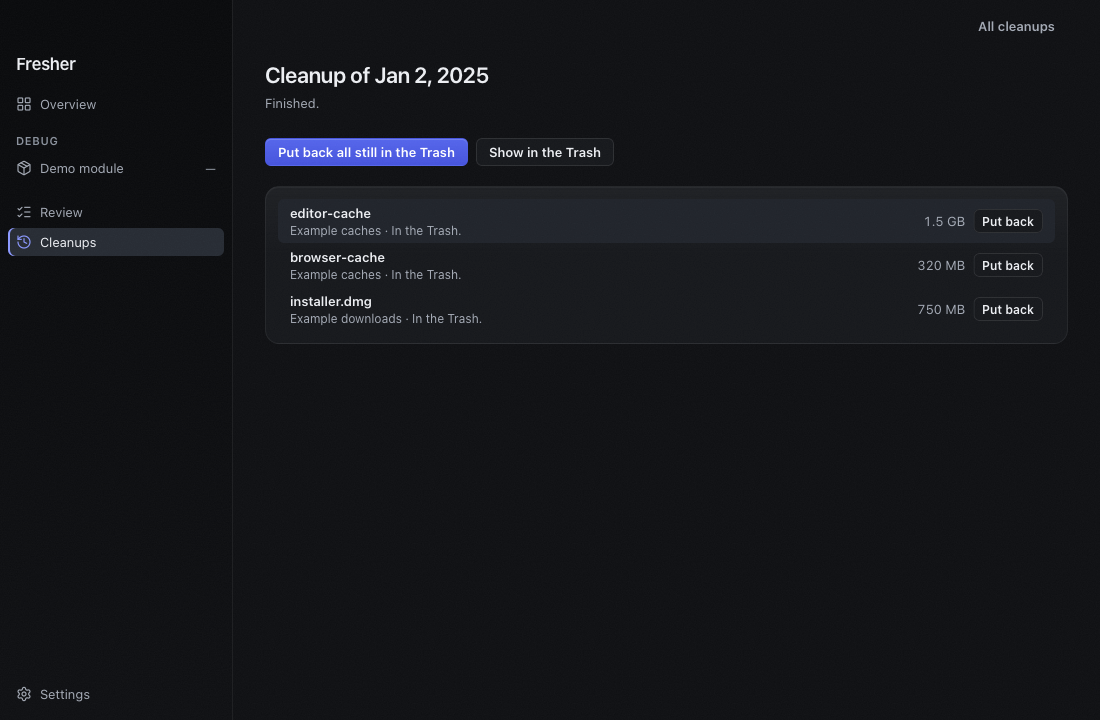 All cleanups
Fresher
Overview
DEBUG
Demo module
Review
Cleanups
Settings
Cleanup of Jan 2, 2025
Finished.
Put back all still in the Trash
Show in the Trash
editor-cache
Example caches · In the Trash.
1.5 GB
Put back
browser-cache
Example caches · In the Trash.
320 MB
Put back
installer.dmg
Example downloads · In the Trash.
750 MB
Put back